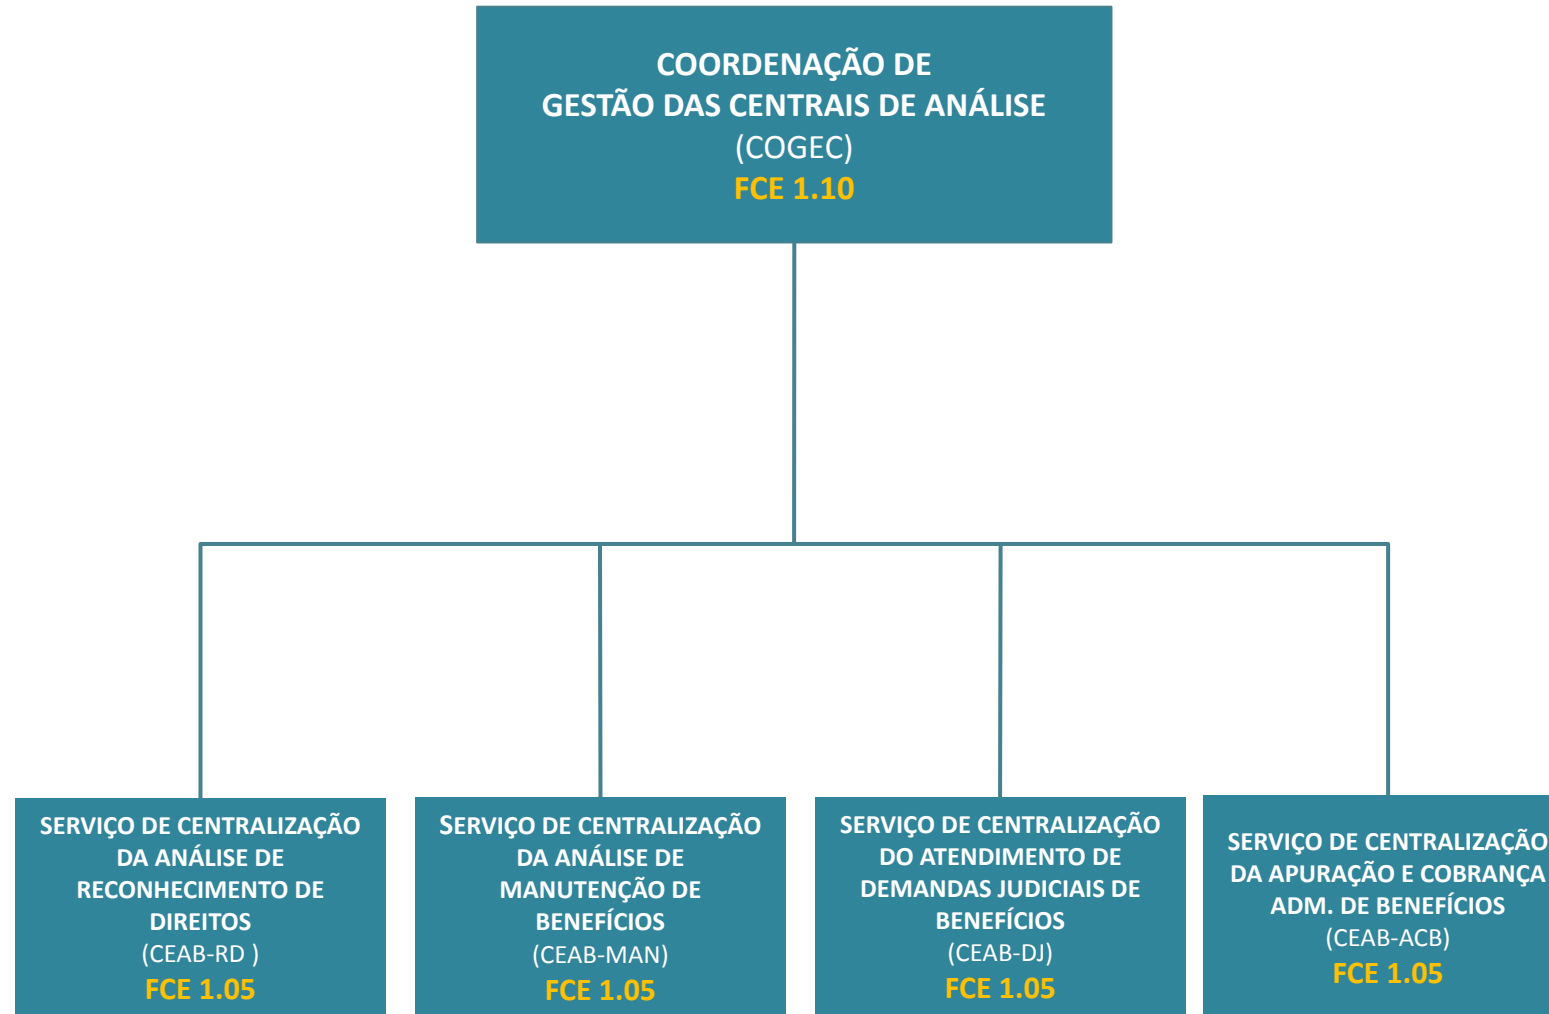 COORDENAÇÃO DE
GESTÃO DAS CENTRAIS DE ANÁLISE
(COGEC)
FCE 1.10
SERVIÇO DE CENTRALIZAÇÃO
DA ANÁLISE DE
RECONHECIMENTO DE
DIREITOS
(CEAB-RD )
FCE 1.05
SERVIÇO DE CENTRALIZAÇÃO
DA ANÁLISE DE
MANUTENÇÃO DE
BENEFÍCIOS
(CEAB-MAN)
FCE 1.05
SERVIÇO DE CENTRALIZAÇÃO
DO ATENDIMENTO DE
DEMANDAS JUDICIAIS DE
BENEFÍCIOS
(CEAB-DJ)
FCE 1.05
SERVIÇO DE CENTRALIZAÇÃO
DA APURAÇÃO E COBRANÇA
ADM. DE BENEFÍCIOS
(CEAB-ACB)
FCE 1.05